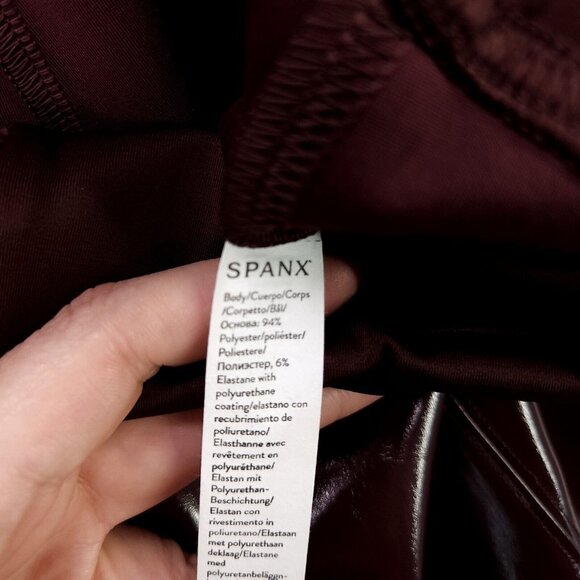 SPANX
Body/Cuerpo/Corps
/Corpetto/Bål/
Основа: 94%
Polyester/poliéster/
Poliestere/
Полиэстер, 6%
Elastane with
polyurethane
coating/elastano con
recubrimiento de
poliuretano/
Elasthanne avec
revêtement en
polyuréthane/
Elastan mit
Polyurethan-
Beschichtung/
Elastan con
rivestimento in
poliuretano/Elastaan
met polyurethaan
deklaag/Elastane
med
polyuretanbeläggn-